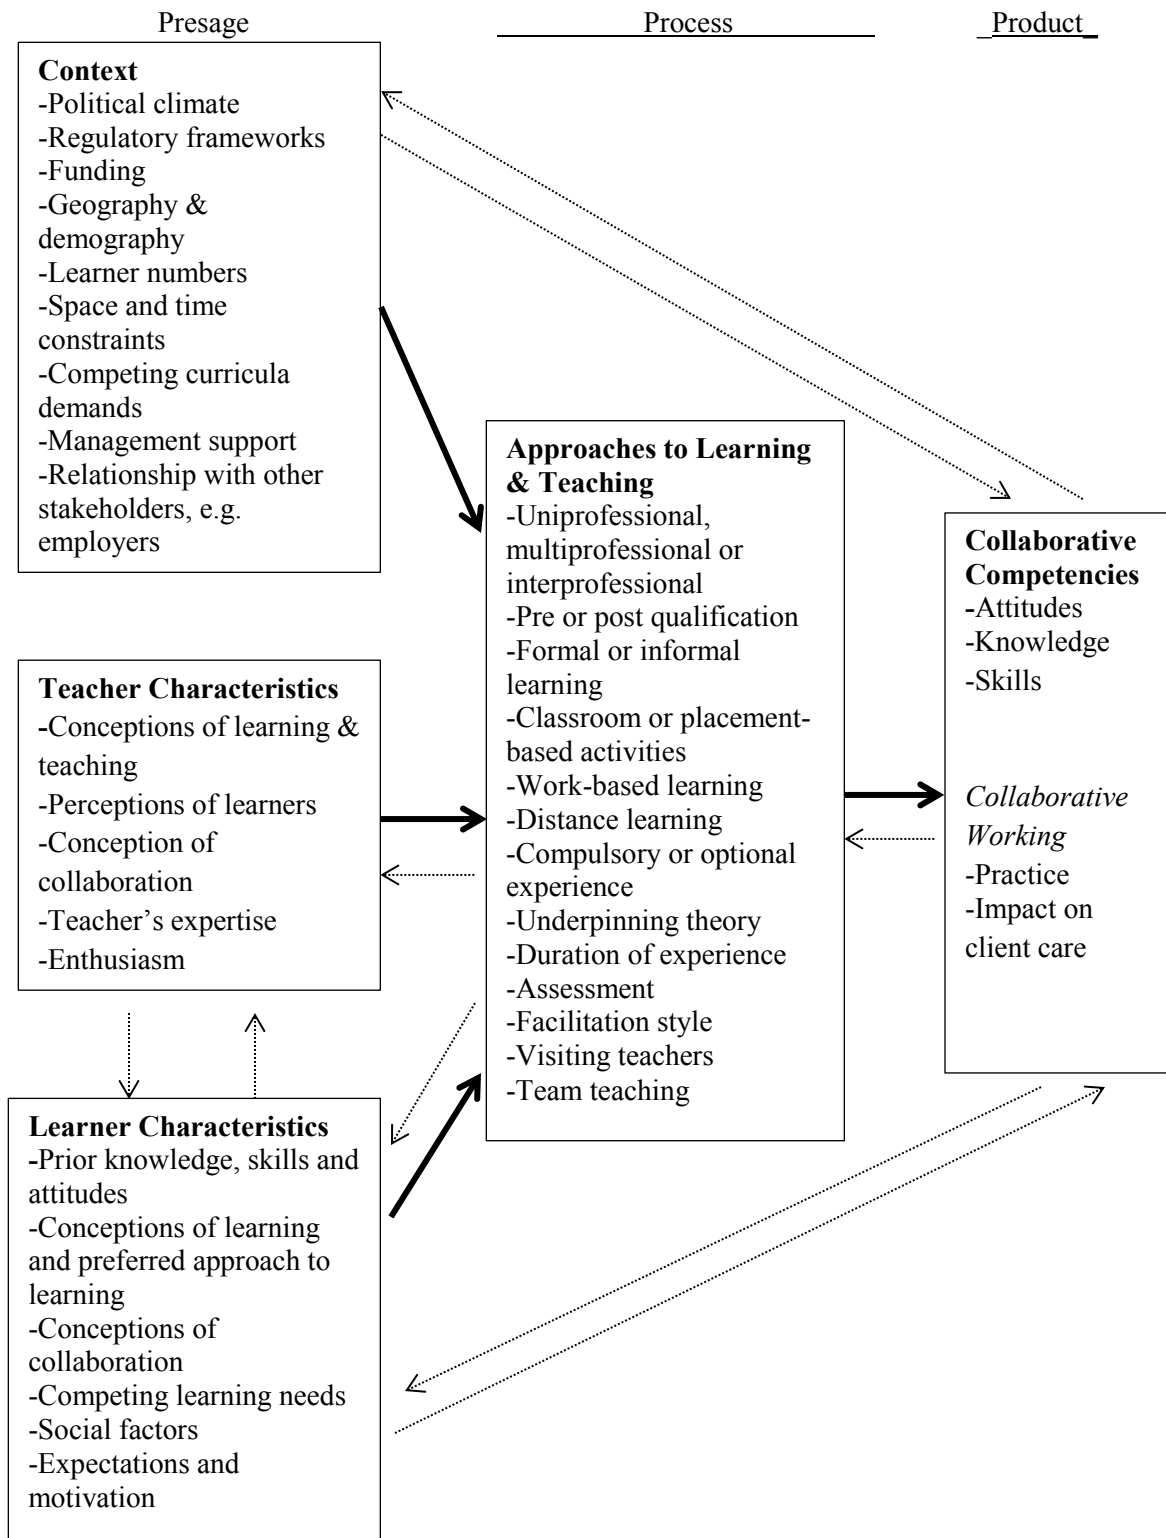 Presage
Process
_Product_
Context
-Political climate
-Regulatory frameworks
-Funding
-Geography &
demography
-Learner numbers
-Space and time
constraints
-Competing curricula
demands
-Management support
-Relationship with other
stakeholders, e.g.
employers
Teacher Characteristics
-Conceptions of learning &
teaching
-Perceptions of learners
-Conception of
collaboration
-Teacher’s expertise
-Enthusiasm
Learner Characteristics
-Prior knowledge, skills and
attitudes
-Conceptions of learning
and preferred approach to
learning
-Conceptions of
collaboration
-Competing learning needs
-Social factors
-Expectations and
motivation
Approaches to Learning
& Teaching
-Uniprofessional,
multiprofessional or
interprofessional
-Pre or post qualification
-Formal or informal
learning
-Classroom or placement-
based activities
-Work-based learning
-Distance learning
-Compulsory or optional
experience
-Underpinning theory
-Duration of experience
-Assessment
-Facilitation style
-Visiting teachers
-Team teaching
Collaborative
Competencies
-Attitudes
-Knowledge
-Skills
Collaborative
Working
-Practice
-Impact on
client care